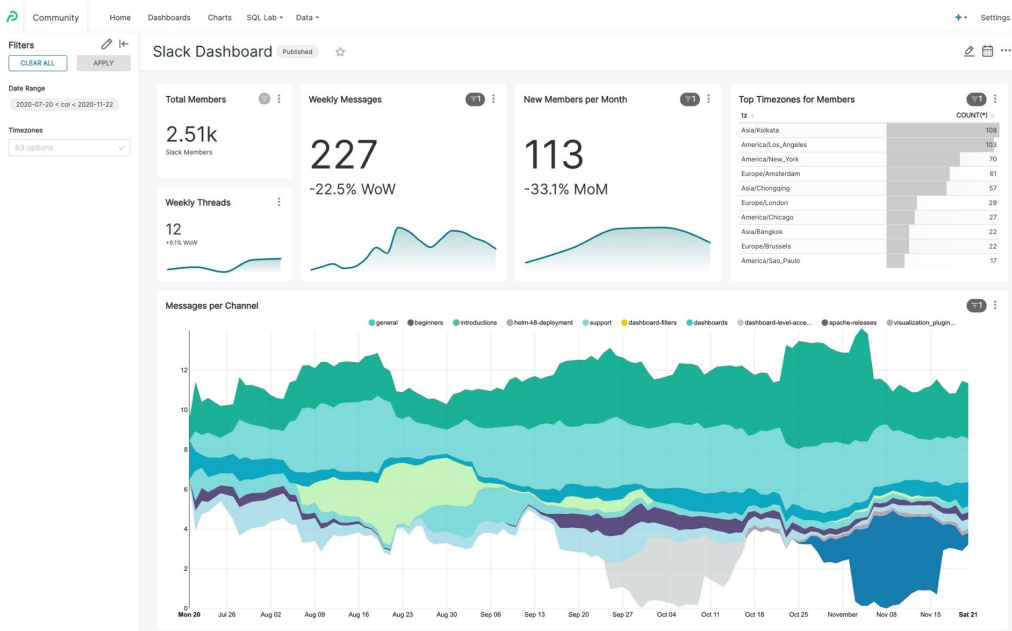 Community Home Dashboards Charts SQL Lab Data Settings
Filters
CLEAR ALL APPLY
Date Range
2020-07-20 < col < 2020-11-22
Timezones
63 options
Slack Dashboard Published
Total Members
2.51k
Slack Members
Weekly Threads
12
+9.1% WoW
Weekly Messages 1
227
-22.5% WoW
New Members per Month 1
113
-33.1% MoM
Top Timezones for Members 1
tz COUNT(*)
Asia/Kolkata 108
America/Los_Angeles 103
America/New_York 70
Europe/Amsterdam 61
Asia/Chongqing 57
Europe/London 29
America/Chicago 27
Asia/Bangkok 22
Europe/Brussels 22
America/Sao_Paulo 17
Messages per Channel 1
general beginners introductions helm-k8-deployment support dashboard-filters dashboards dashboard-level-acce... apache-releases visualization_plugin...
12
10
8
6
4
2
0
Mon 20 Jul 26 Aug 02 Aug 09 Aug 16 Aug 23 Aug 30 Sep 06 Sep 13 Sep 20 Sep 27 Oct 04 Oct 11 Oct 18 Oct 25 November Nov 08 Nov 15 Sat 21